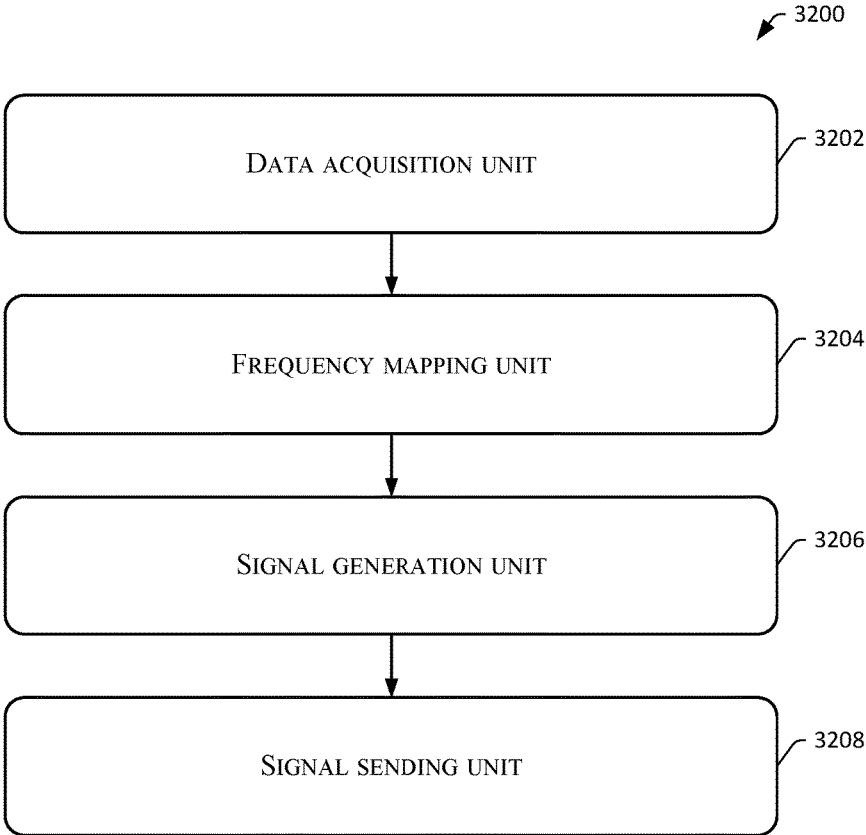 3200
DATA ACQUISITION UNIT
3202
FREQUENCY MAPPING UNIT
3204
SIGNAL GENERATION UNIT
3206
SIGNAL SENDING UNIT
3208